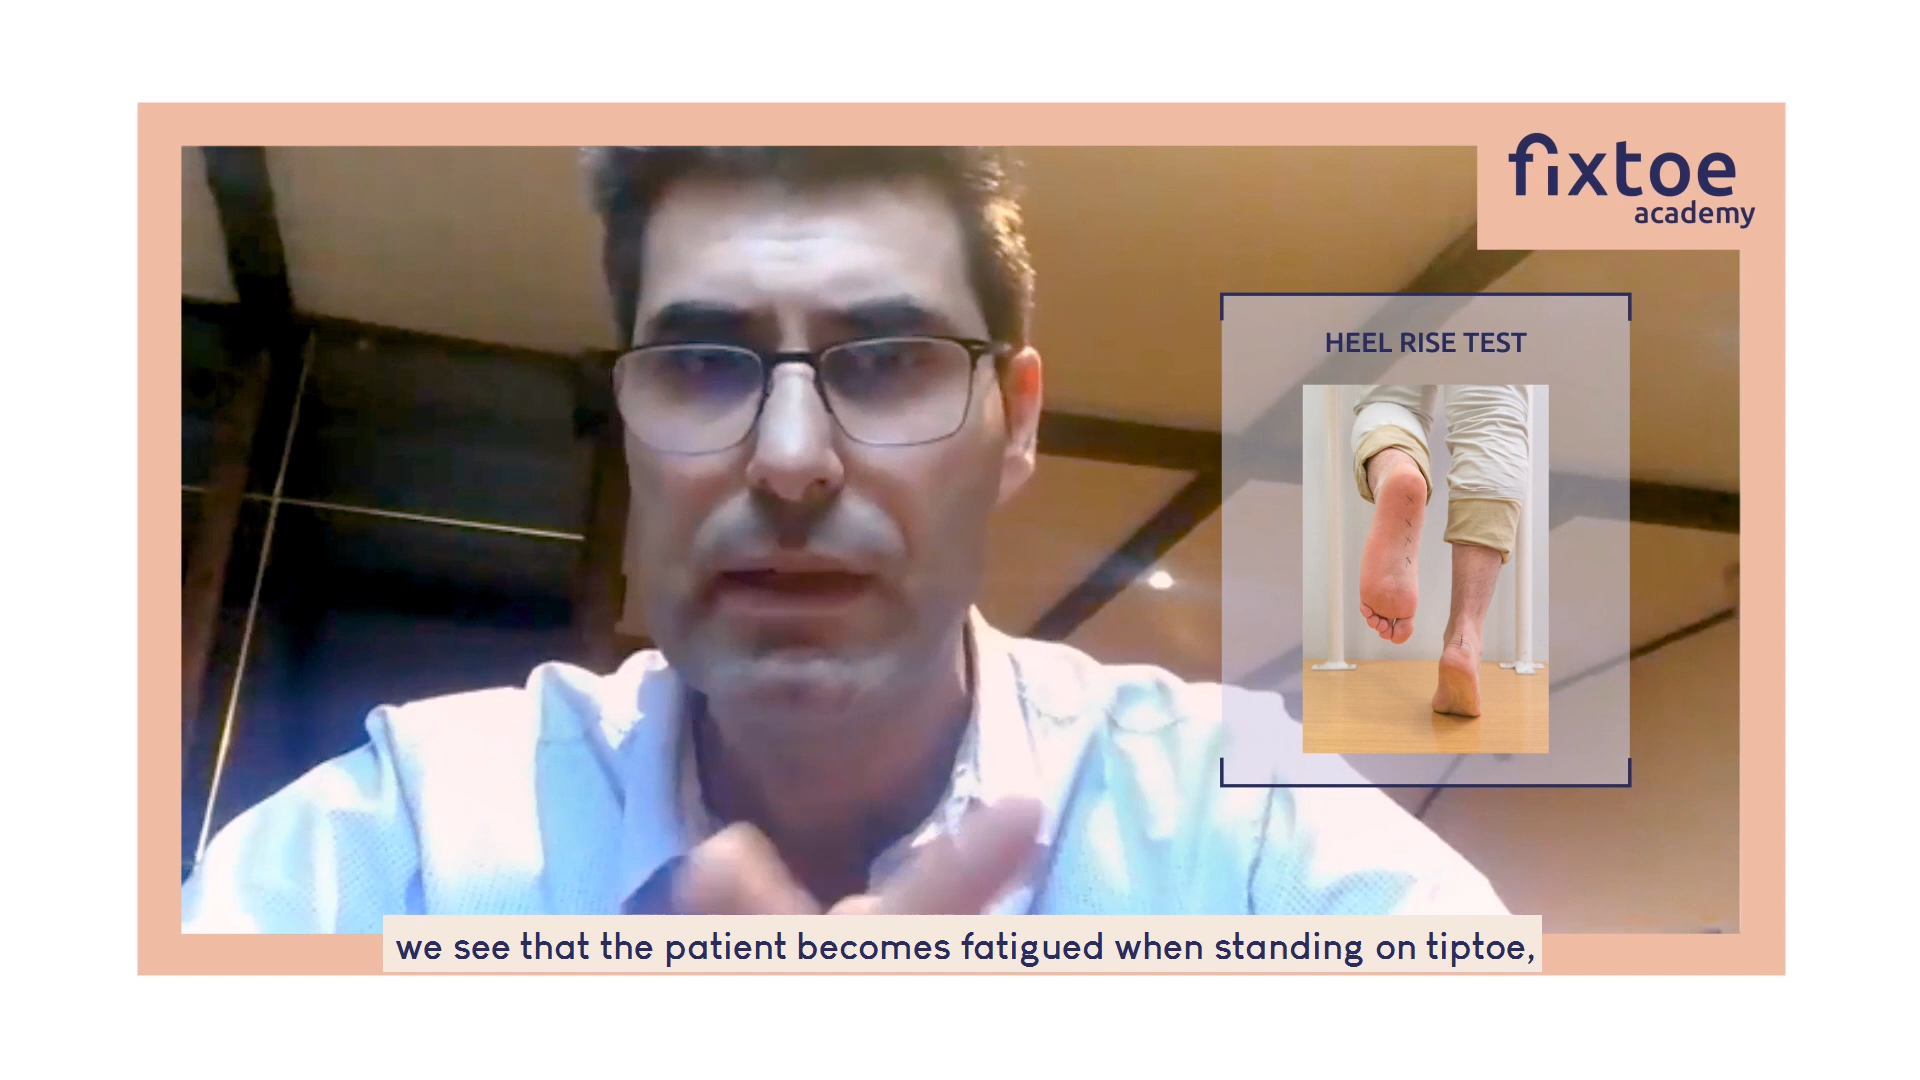 fixtoe
academy
HEEL RISE TEST
we see that the patient becomes fatigued when standing on tiptoe,